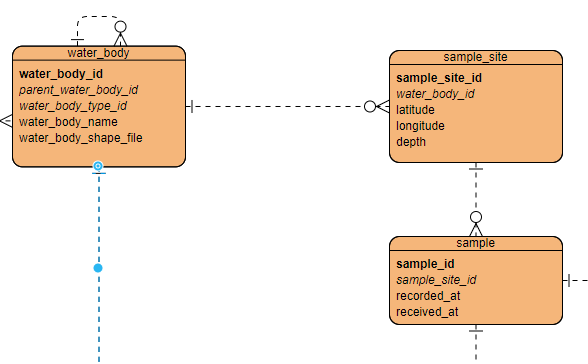 water_body
water_body_id
parent_water_body_id
water_body_type_id
water_body_name
water_body_shape_file
sample_site
sample_site_id
water_body_id
latitude
longitude
depth
sample
sample_id
sample_site_id
recorded_at
received_at